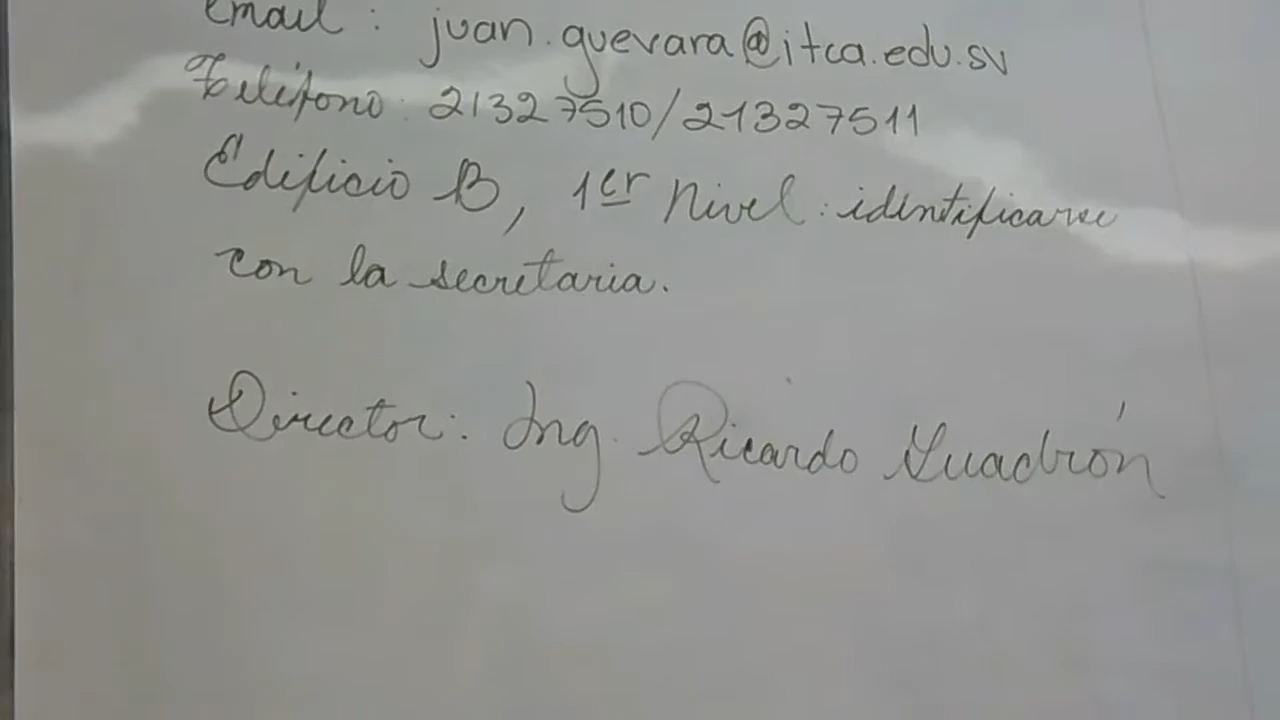 Email : juan.guevara@itca.edu.sv
Teléfono : 21327510/21327511
Edificio B, 1er Nivel : identificarse
con la secretaria.
Director: Ing. Ricardo Guadrón